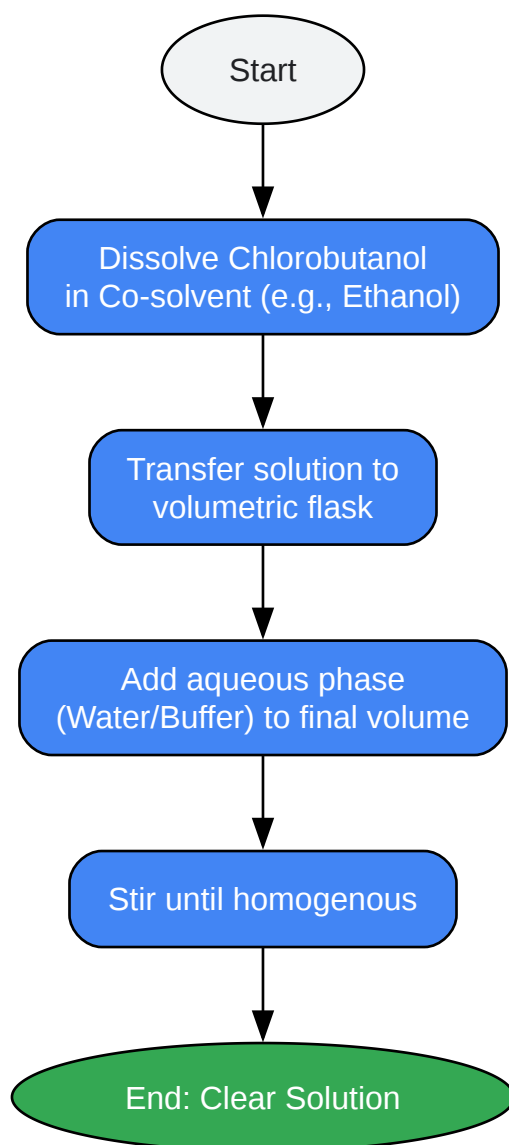 Start
Dissolve Chlorobutanol
in Co-solvent (e.g., Ethanol)
Transfer solution to
volumetric flask
Add aqueous phase
(Water/Buffer) to final volume
Stir until homogenous
End: Clear Solution